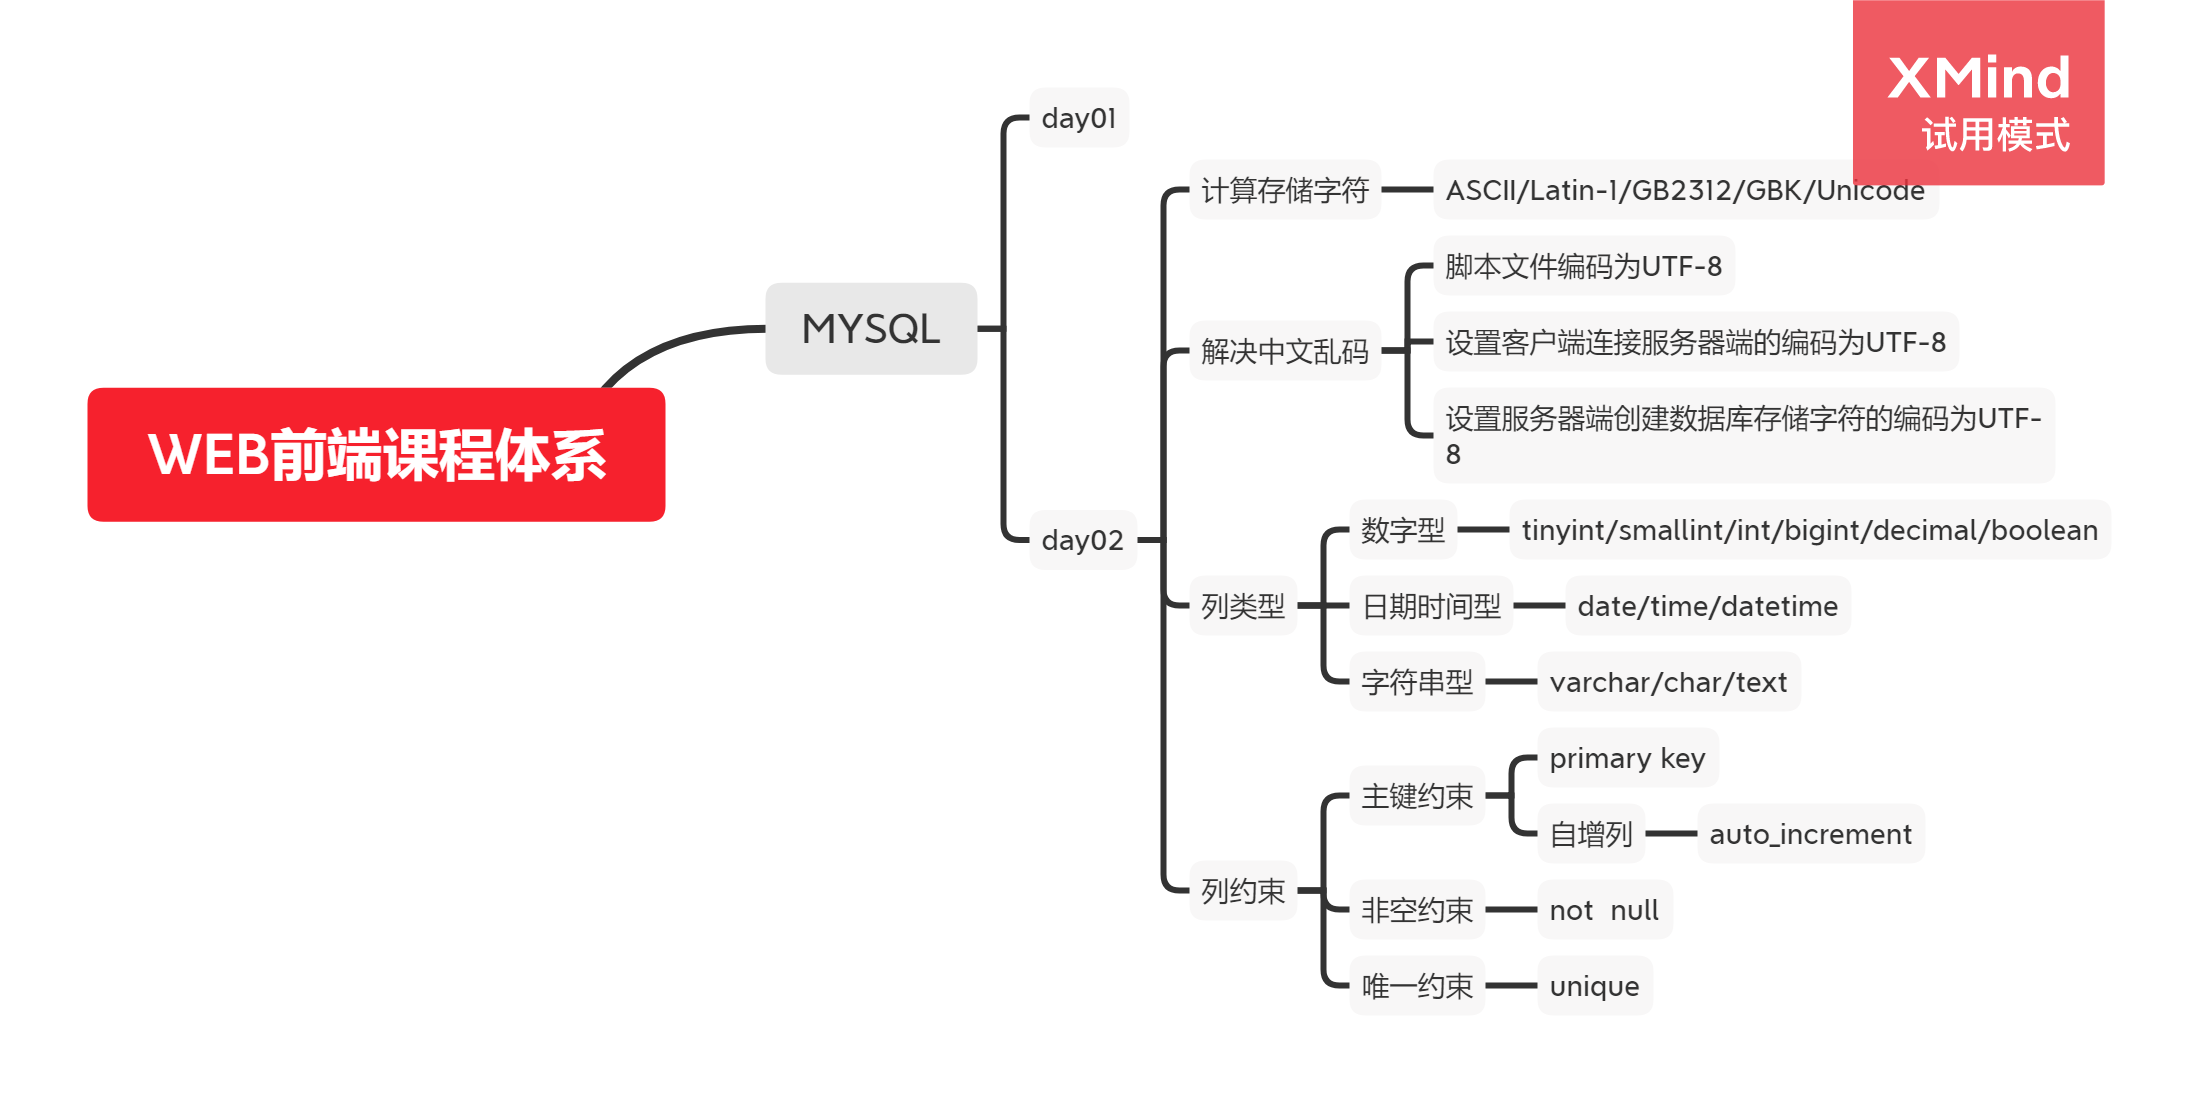 XMind
试用模式
WEB前端课程体系
MYSQL
day01
day02
计算存储字符
ASCII/Latin-1/GB2312/GBK/Unicode
解决中文乱码
脚本文件编码为UTF-8
设置客户端连接服务器端的编码为UTF-8
设置服务器端创建数据库存储字符的编码为UTF-
8
列类型
数字型
tinyint/smallint/int/bigint/decimal/boolean
日期时间型
date/time/datetime
字符串型
varchar/char/text
列约束
主键约束
primary key
自增列
auto_increment
非空约束
not  null
唯一约束
unique